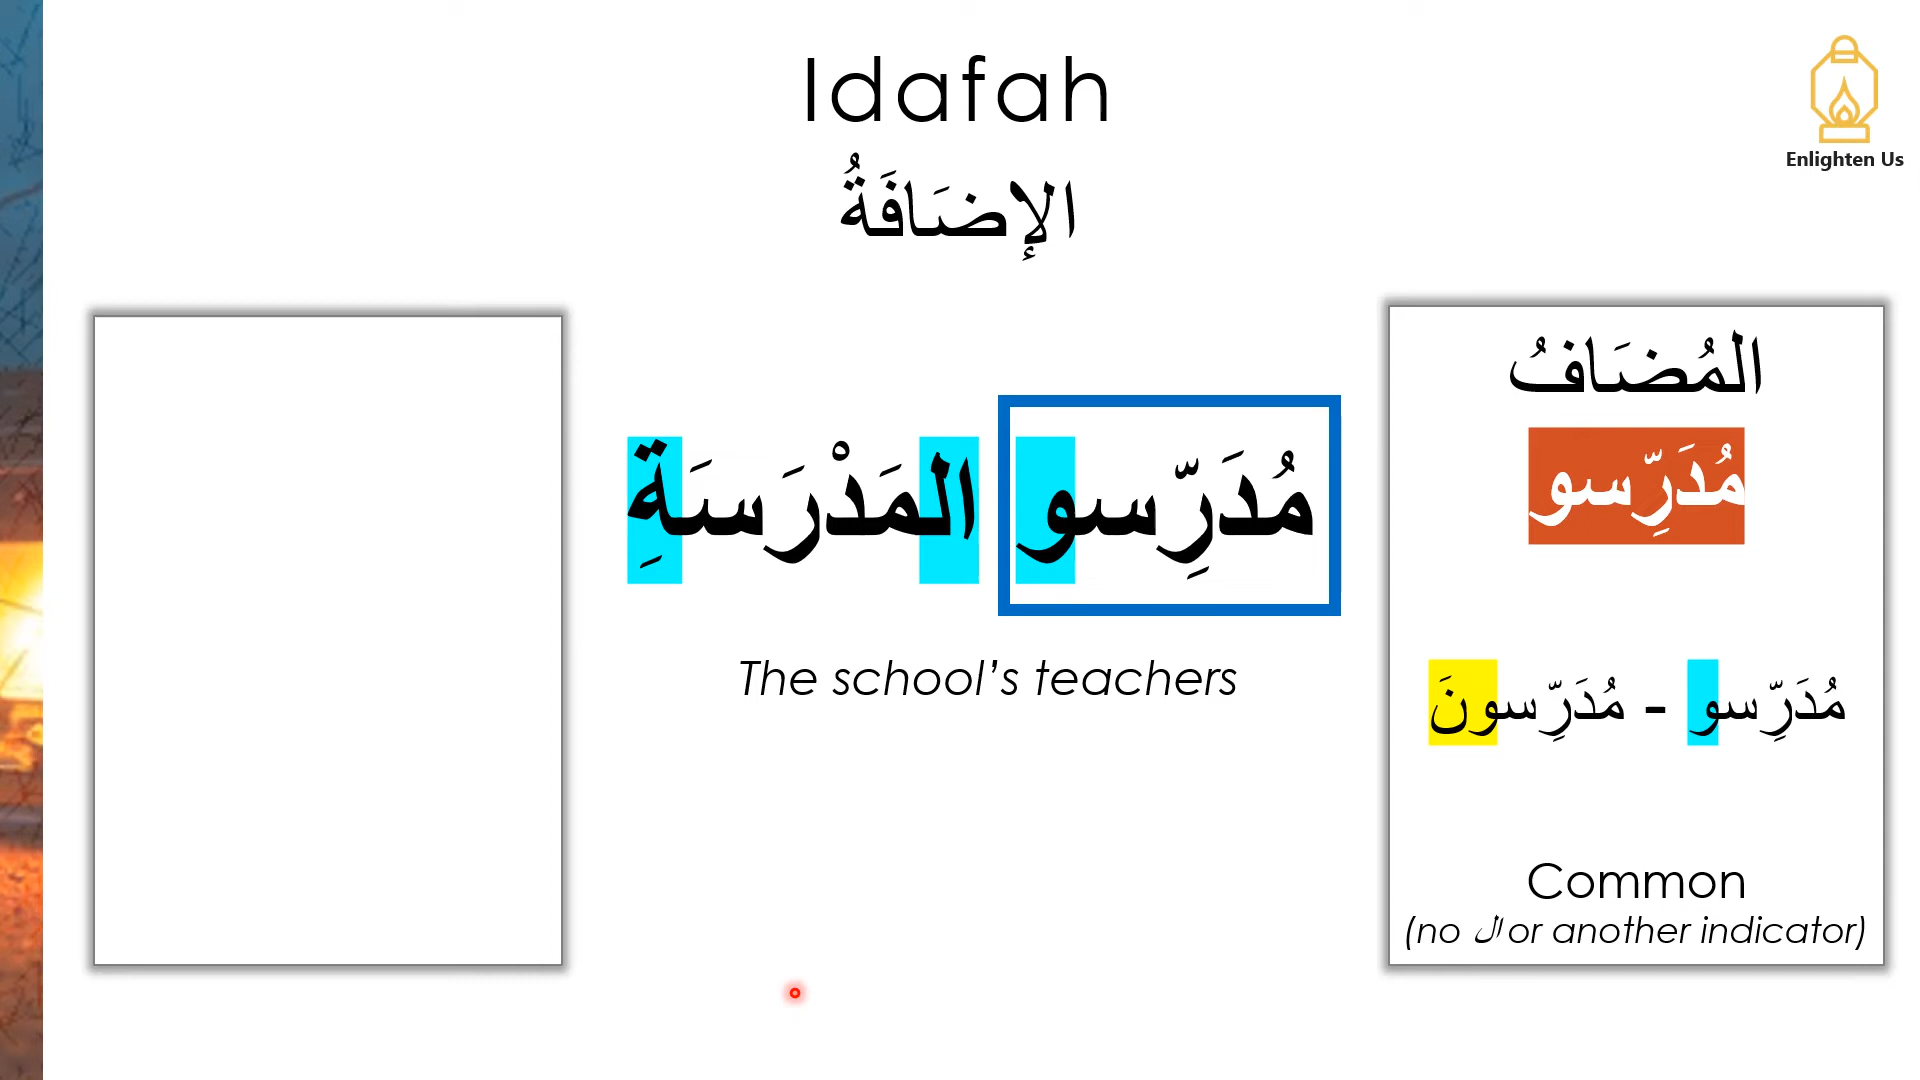 Idafah
الإضَافَةُ
Enlighten Us
مُدَرِّسو المَدْرَسَةِ
The school’s teachers
المُضَافُ
مُدَرِّسو
مُدَرِّسو - مُدَرِّسونَ
Common
(no ال or another indicator)